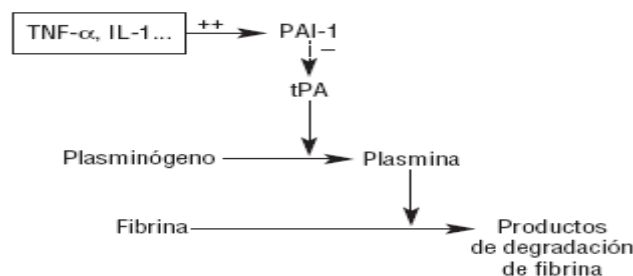 TNF-α, IL-1...
++
PAI-1
–
tPA
Plasminógeno
Plasmina
Fibrina
Productos
de degradación
de fibrina